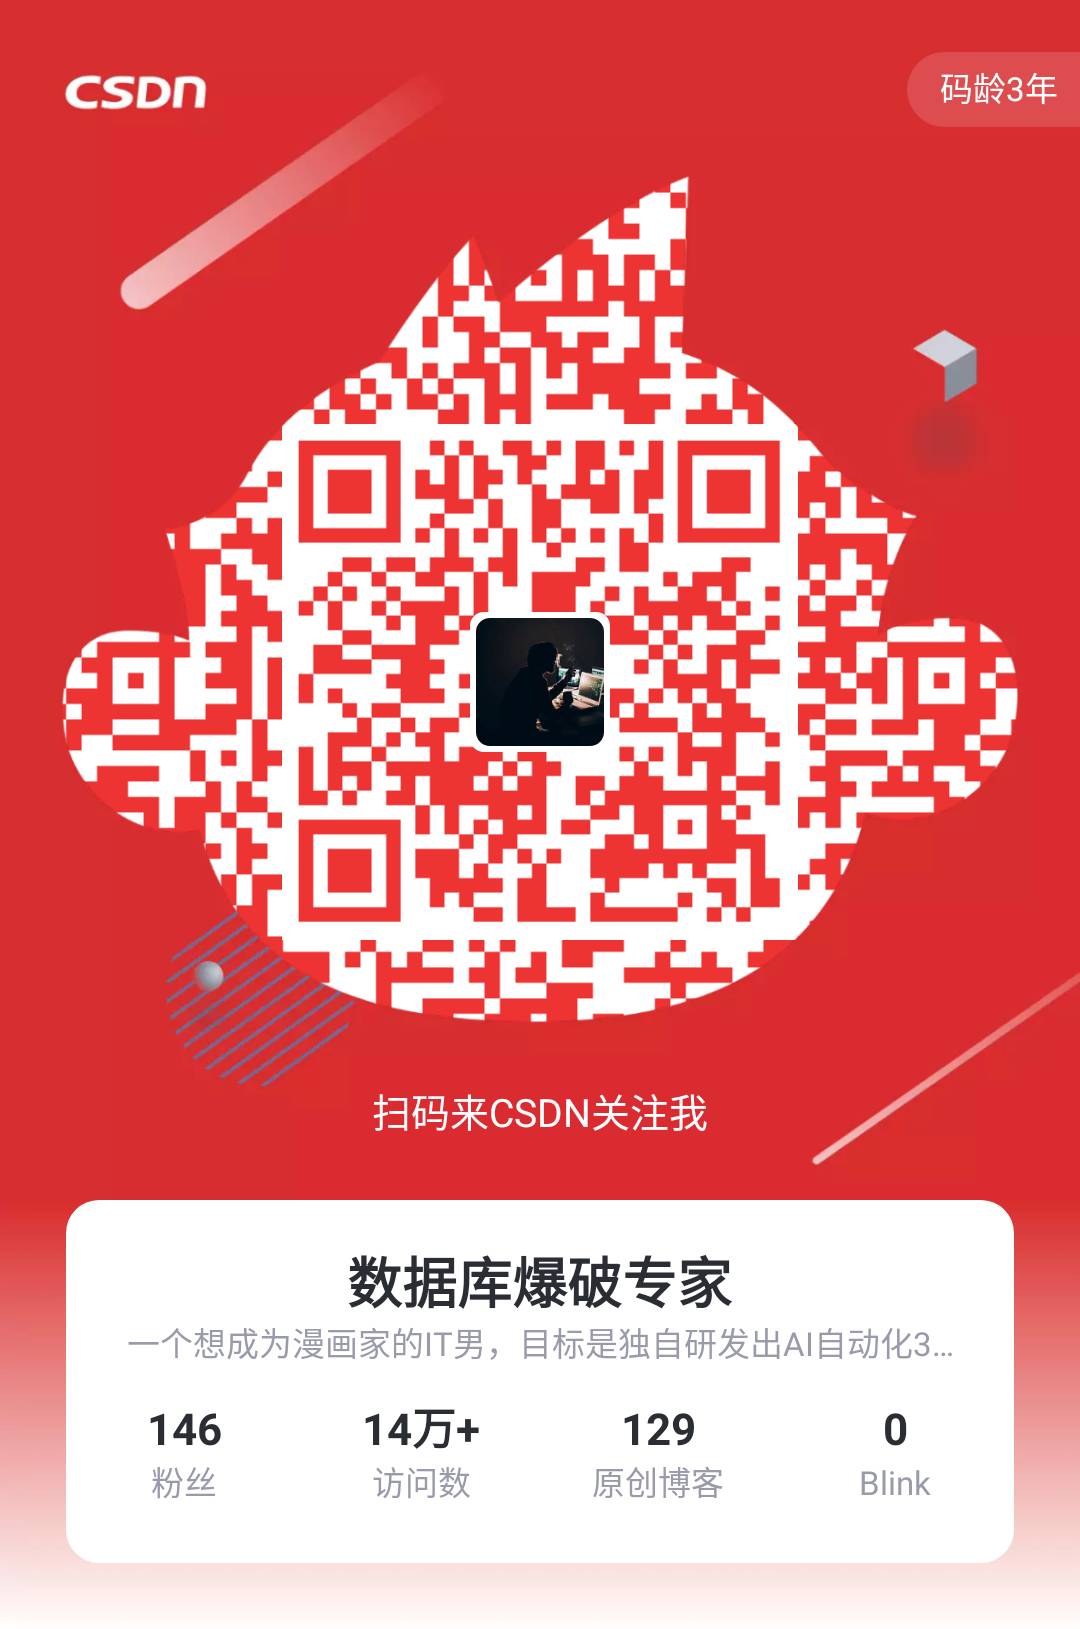 CSDN
码龄3年
扫码来CSDN关注我
数据库爆破专家
一个想成为漫画家的IT男，目标是独自研发出AI自动化3...
146
14万+
129
0
粉丝
访问数
原创博客
Blink